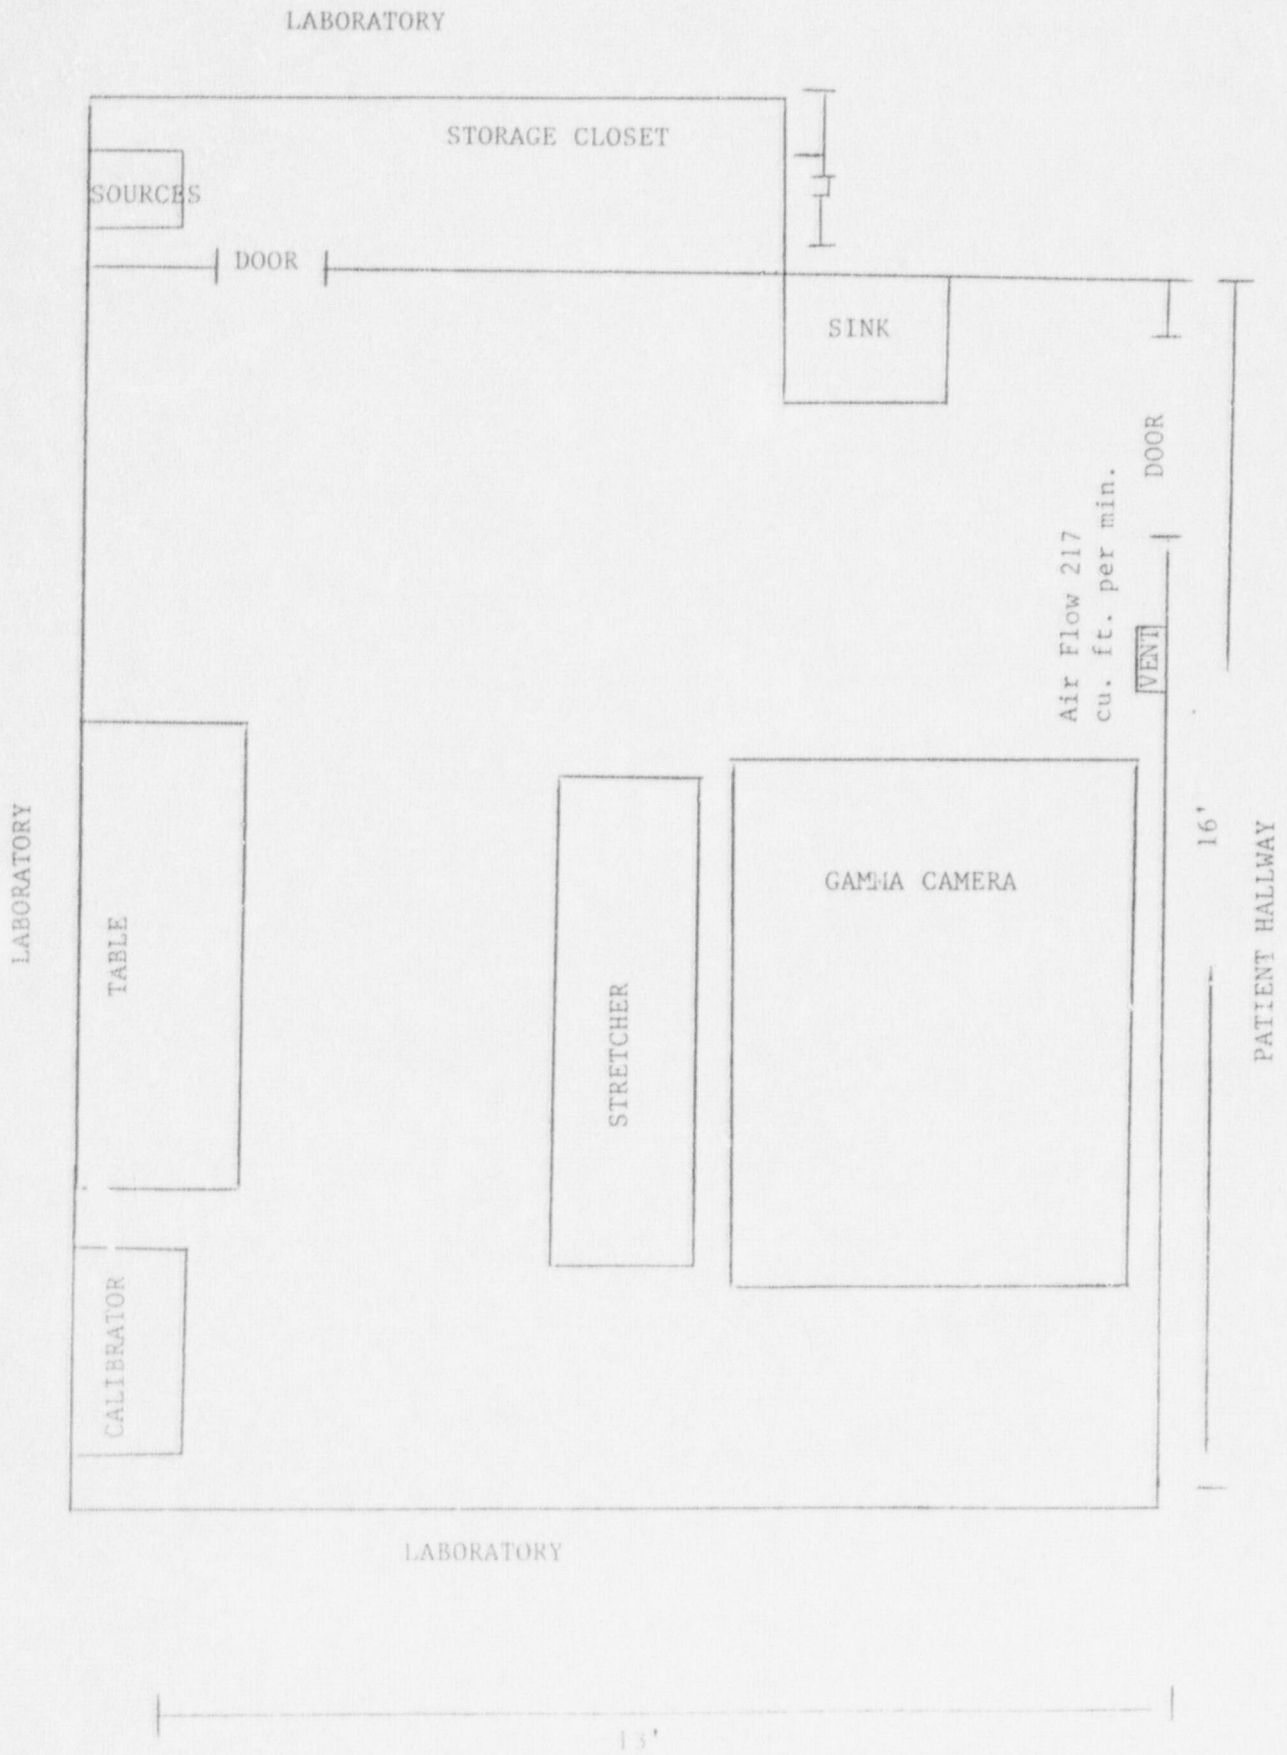 LABORATORY
STORAGE CLOSET
SOURCES
DOOR
SINK
DOOR
Air Flow 217
cu. ft. per min.
VENT
16'
PATIENT HALLWAY
LABORATORY
TABLE
STRETCHER
GAMMA CAMERA
CALIBRATOR
LABORATORY
13'